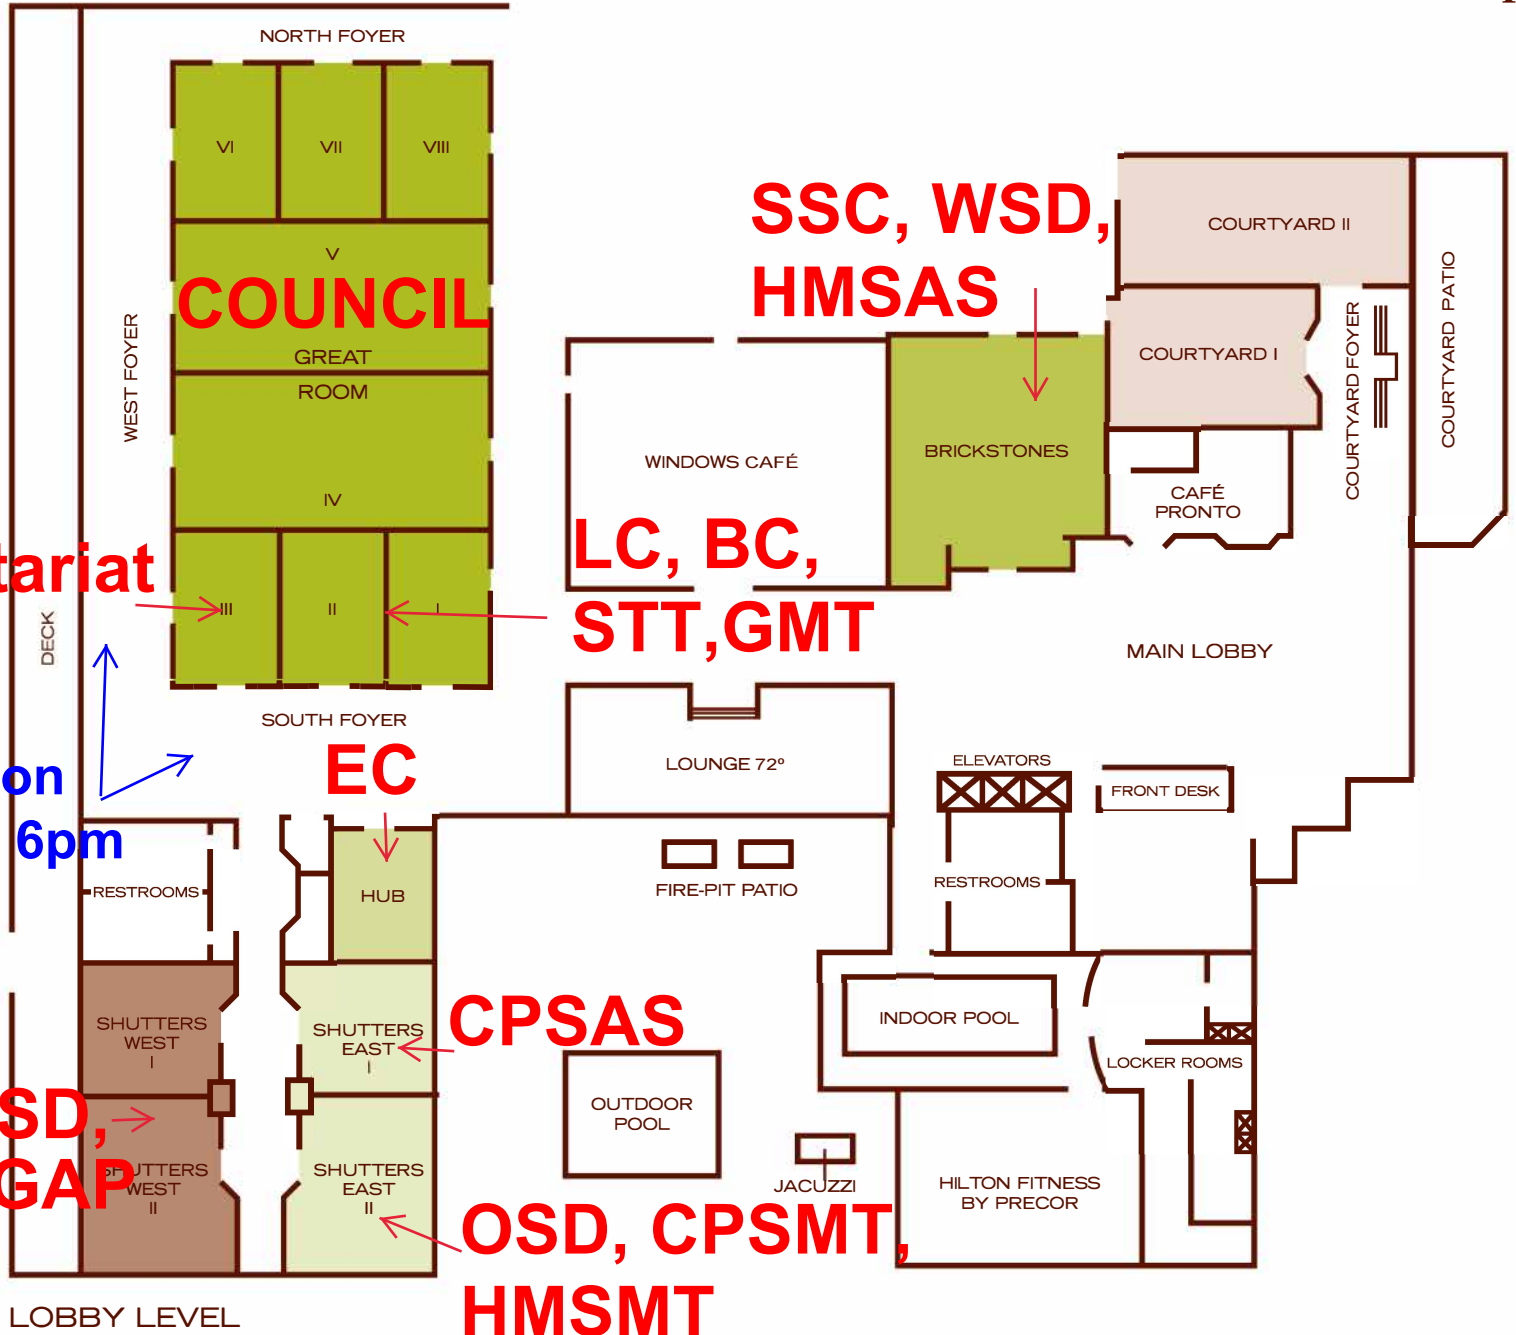 NORTH FOYER
VI
VII
VIII
SSC, WSD,
HMSAS
COURTYARD II
V
COUNCIL
GREAT
ROOM
WEST FOYER
COURTYARD I
COURTYARD FOYER
COURTYARD PATIO
WINDOWS CAFÉ
BRICKSTONES
CAFÉ
PRONTO
IV
tariat
LC, BC,
STT,GMT
III
II
I
DECK
MAIN LOBBY
SOUTH FOYER
EC
LOUNGE 72º
ELEVATORS
FRONT DESK
on
6pm
RESTROOMS
HUB
FIRE-PIT PATIO
RESTROOMS
CPSAS
SHUTTERS
WEST
I
SHUTTERS
EAST
I
INDOOR POOL
LOCKER ROOMS
SD,
GAP
OUTDOOR
POOL
SHUTTERS
WEST
II
SHUTTERS
EAST
II
JACUZZI
HILTON FITNESS
BY PRECOR
OSD, CPSMT,
HMSMT
LOBBY LEVEL